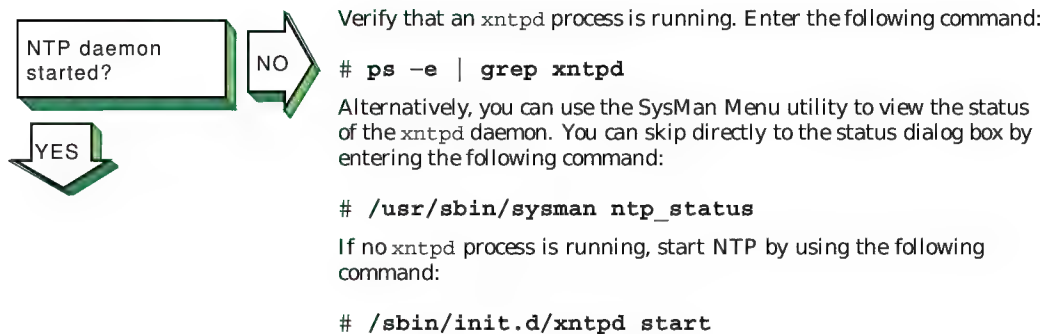 NTP daemon
started?
NO
YES
Verify that an xntpd process is running. Enter the following command:
# ps –e | grep xntpd
Alternatively, you can use the SysMan Menu utility to view the status
of the xntpd daemon. You can skip directly to the status dialog box by
entering the following command:
# /usr/sbin/sysman ntp_status
If no xntpd process is running, start NTP by using the following
command:
# /sbin/init.d/xntpd start